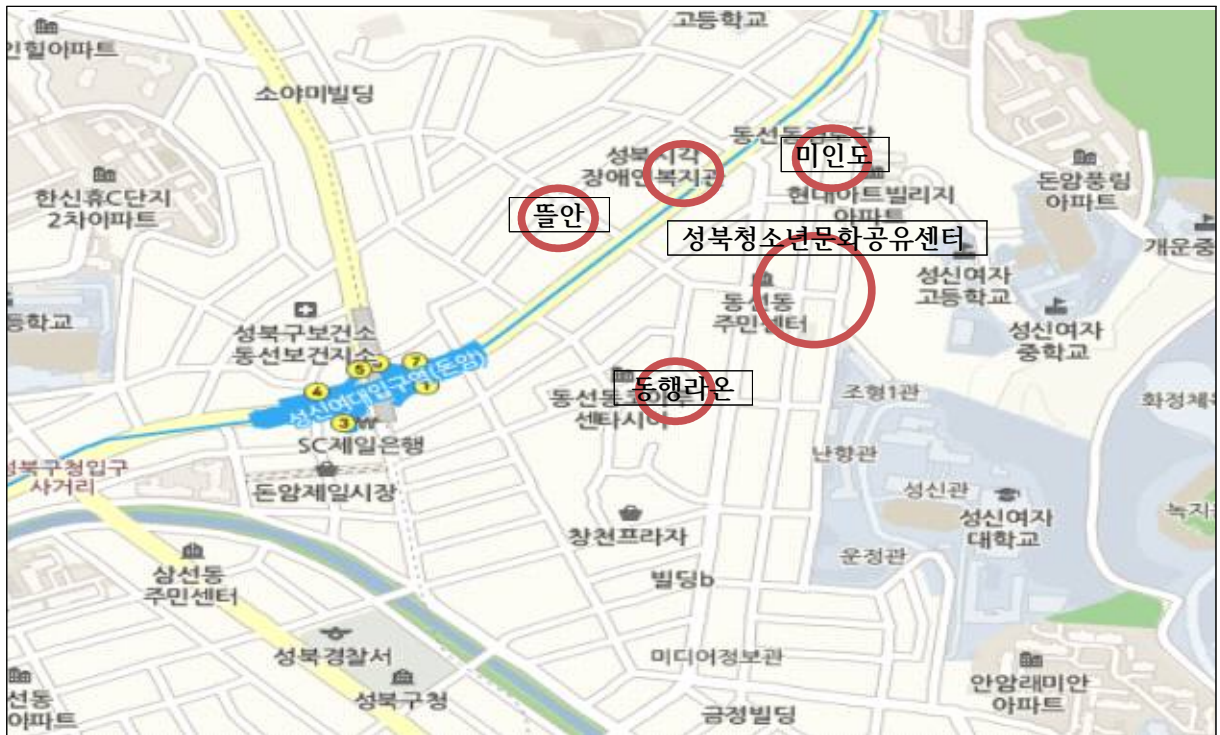 고등학교
인힐아파트
소야미빌딩
성북시각
장애인복지관
미인도
한신휴C단지
2차아파트
현대아트빌리지
아파트
돈암풍림
아파트
뜰안
성북청소년문화공유센터
개운중
성신여자
고등학교
동선동
주민센터
성신여자
중학교
등학교
성북구보건소
동선보건지소
5
7
4
1
3
성신여대입구역(돈암)
동행라온
센타시아
조형1관
화정체육
SC제일은행
난향관
성북구청입구
사거리
돈암제일시장
성신관
성신여자
대학교
녹지
창천프라자
운정관
빌딩b
삼선동
주민센터
성북경찰서
미디어정보관
성북구청
안암래미안
아파트
선동
아파트
금정빌딩